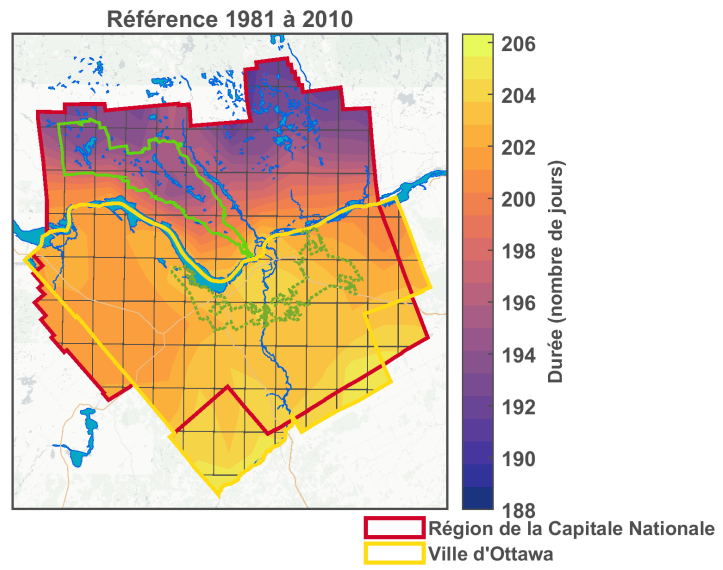 Référence 1981 à 2010
206
204
202
200
198
196
194
192
190
188
Durée (nombre de jours)
Région de la Capitale Nationale
Ville d'Ottawa